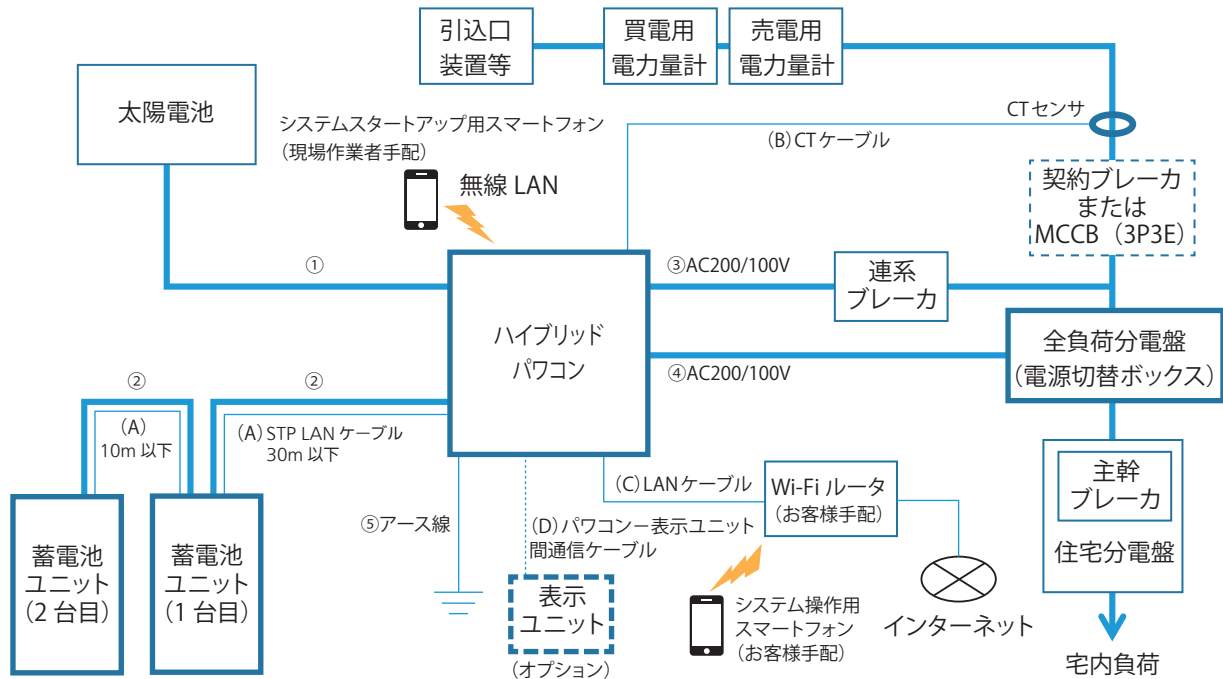 引込口
装置等
買電用
電力量計
売電用
電力量計
太陽電池
システムスタートアップ用スマートフォン
(現場作業者手配)
無線 LAN
CTセンサ
(B)CTケーブル
契約ブレーカ
または
MCCB（3P3E）
①
③AC200/100V
連系
ブレーカ
ハイブリッド
パワコン
④AC200/100V
全負荷分電盤
(電源切替ボックス)
②
②
(A)
10m 以下
(A) STP LAN ケーブル
30m 以下
主幹
ブレーカ
住宅分電盤
宅内負荷
(C)LANケーブル
Wi-Fi ルータ
(お客様手配)
⑤アース線
(D)パワコンー表示ユニット
間通信ケーブル
蓄電池
ユニット
(2 台目)
蓄電池
ユニット
(1 台目)
表示
ユニット
(オプション)
システム操作用
スマートフォン
(お客様手配)
インターネット